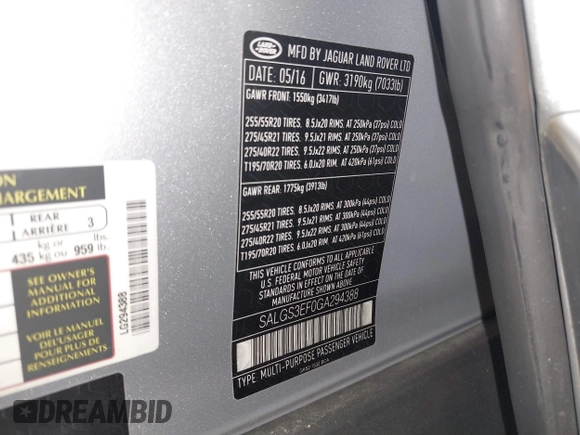 LAND ROVER
MFD BY JAGUAR LAND ROVER LTD
DATE: 05/16 GWR: 3190kg (7033lb)
GAWR FRONT: 1550kg (3417lb)
255/55R20 TIRES. 8.5Jx20 RIMS. AT 250kPa (37psi) COLD
275/45R21 TIRES. 9.5Jx21 RIMS. AT 250kPa (37psi) COLD
275/40R22 TIRES. 9.5Jx22 RIMS. AT 250kPa (37psi) COLD
T195/70R20 TIRES. 6.0Jx20 RIM. AT 420kPa (61psi) COLD
GAWR REAR: 1775kg (3913lb)
255/55R20 TIRES. 8.5Jx20 RIMS. AT 300kPa (44psi) COLD
275/45R21 TIRES. 9.5Jx21 RIMS. AT 300kPa (44psi) COLD
275/40R22 TIRES. 9.5Jx22 RIMS. AT 300kPa (44psi) COLD
T195/70R20 TIRES. 6.0Jx20 RIM. AT 420kPa (61psi) COLD
THIS VEHICLE CONFORMS TO ALL APPLICABLE
U.S. FEDERAL MOTOR VEHICLE SAFETY
STANDARDS IN EFFECT ON THE DATE OF
MANUFACTURE SHOWN ABOVE
SALGS3EF0GA294388
TYPE: MULTI-PURPOSE PASSENGER VEHICLE
ON
HARGEMENT
REAR
ARRIÈRE 3
kg or lbs.
435 kg ou 959 lb.
SEE OWNER'S
MANUAL FOR
ADDITIONAL
INFORMATION
VOIR LE MANUEL
DE L'USAGER
POUR PLUS DE
RENSEIGNEMENTS
LG294388
DREAMBID